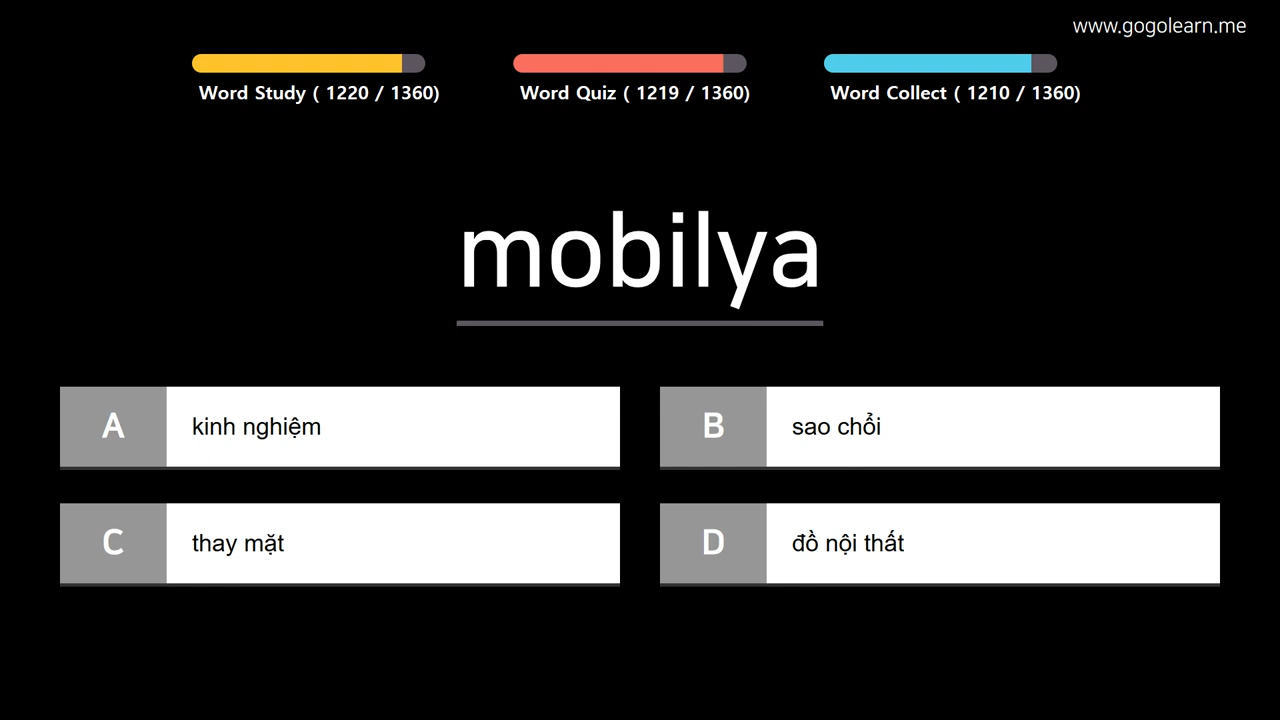 www.gogolearn.me
Word Study ( 1220 / 1360)
Word Quiz ( 1219 / 1360)
Word Collect ( 1210 / 1360)
mobilya
A kinh nghiệm
B sao chổi
C thay mặt
D đồ nội thất